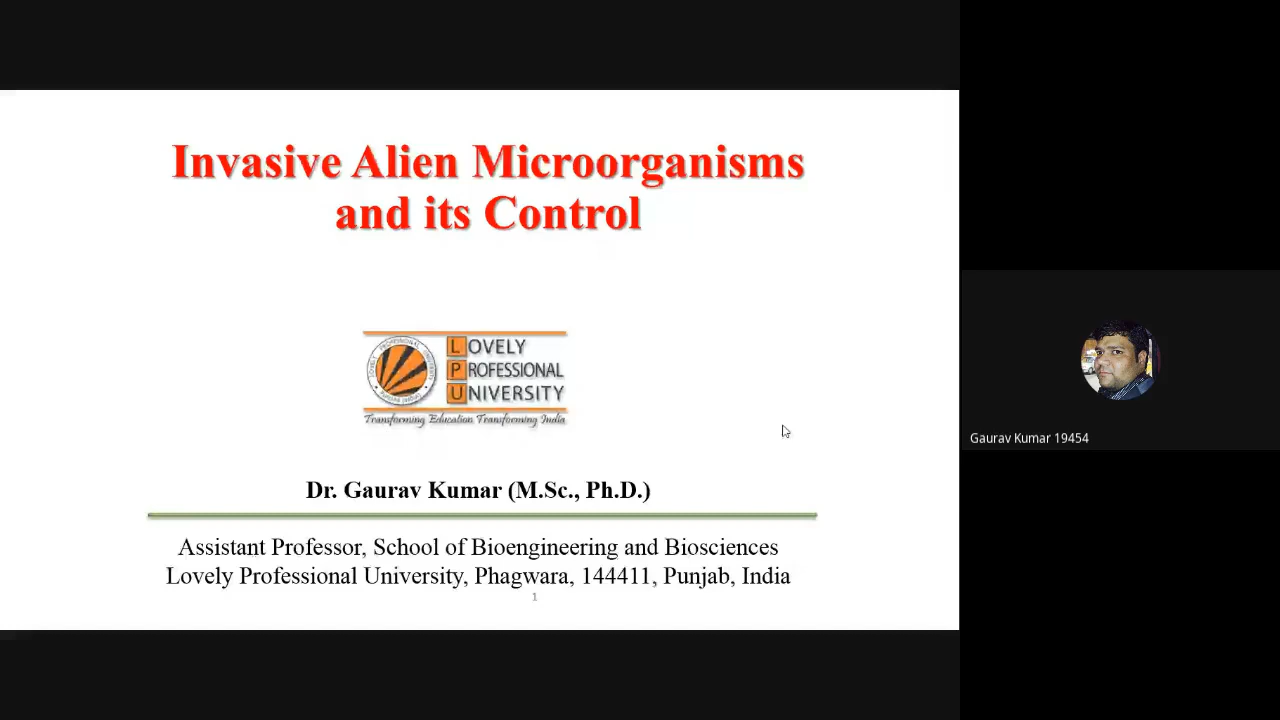 Invasive Alien Microorganisms
and its Control
LOVELY
PROFESSIONAL
UNIVERSITY
Transforming Education Transforming India
Dr. Gaurav Kumar (M.Sc., Ph.D.)
Assistant Professor, School of Bioengineering and Biosciences
Lovely Professional University, Phagwara, 144411, Punjab, India
1
Gaurav Kumar 19454